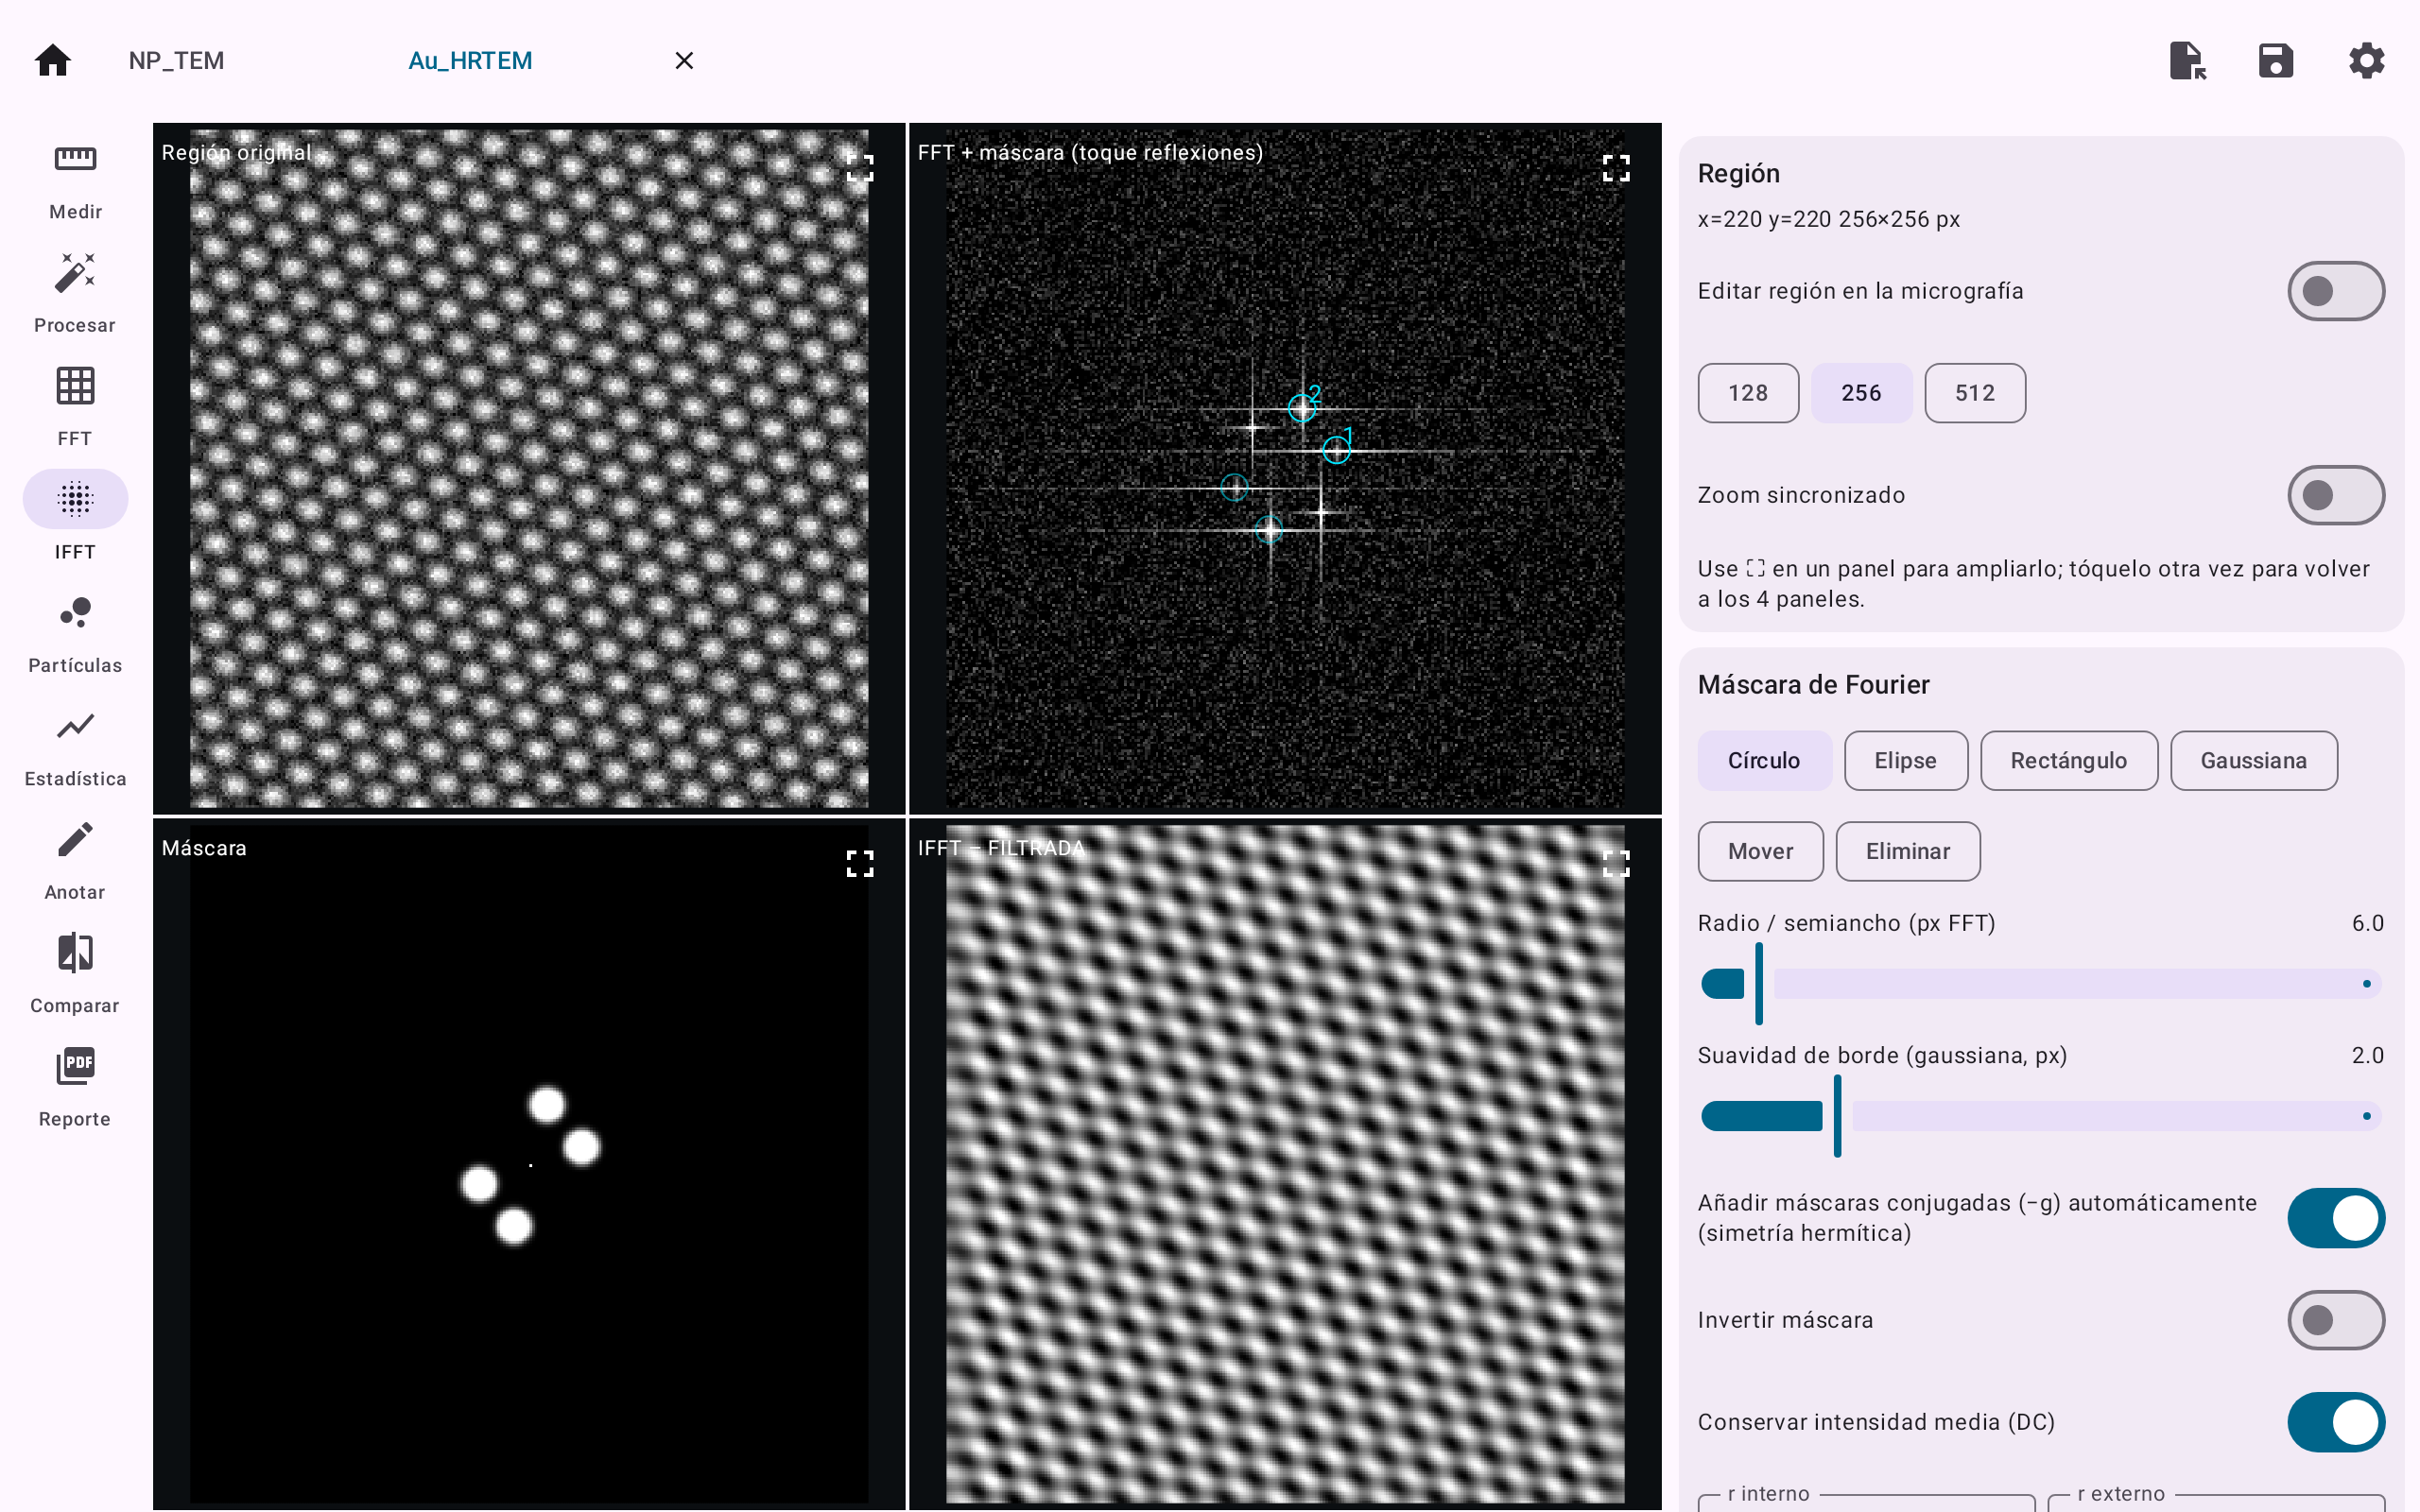 NP_TEM
Au_HRTEM
Medir
Procesar
FFT
IFFT
Partículas
Estadística
Anotar
Comparar
PDF
Reporte
Región original
FFT + máscara (toque reflexiones)
2
1
Máscara
IFFT – FILTRADA
Región
x=220 y=220 256×256 px
Editar región en la micrografía
128 256 512
Zoom sincronizado
Use ⛶ en un panel para ampliarlo; tóquelo otra vez para volver
a los 4 paneles.
Máscara de Fourier
Círculo Elipse Rectángulo Gaussiana
Mover Eliminar
Radio / semiancho (px FFT) 6.0
Suavidad de borde (gaussiana, px) 2.0
Añadir máscaras conjugadas (−g) automáticamente
(simetría hermítica)
Invertir máscara
Conservar intensidad media (DC)
r interno r externo